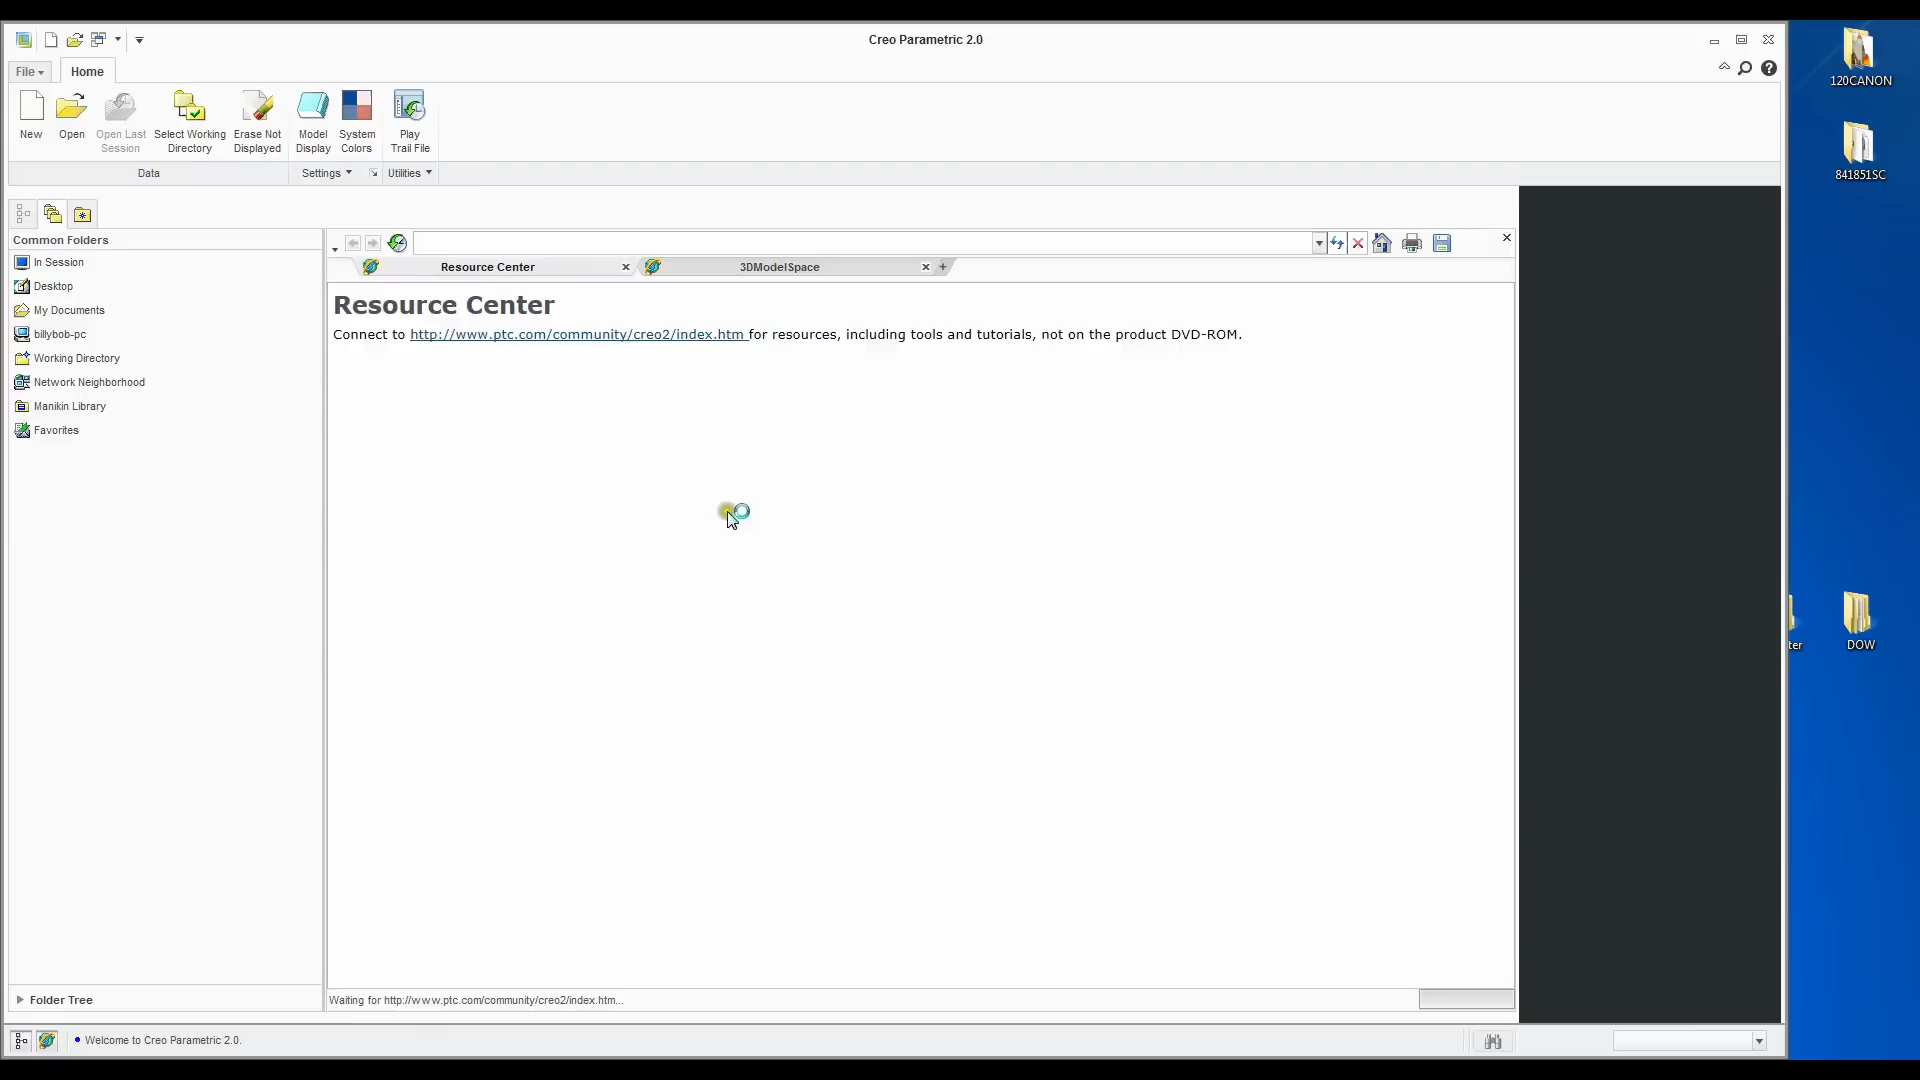 Creo Parametric 2.0
File
Home
New
Open
Open Last Session
Select Working Directory
Erase Not Displayed
Model Display
System Colors
Play Trail File
Data
Settings
Utilities
Common Folders
In Session
Desktop
My Documents
billybob-pc
Working Directory
Network Neighborhood
Manikin Library
Favorites
Folder Tree
Resource Center
3DModelSpace
Resource Center
Connect to http://www.ptc.com/community/creo2/index.htm for resources, including tools and tutorials, not on the product DVD-ROM.
Waiting for http://www.ptc.com/community/creo2/index.htm...
Welcome to Creo Parametric 2.0.
120CANON
841851SC
ter
DOW